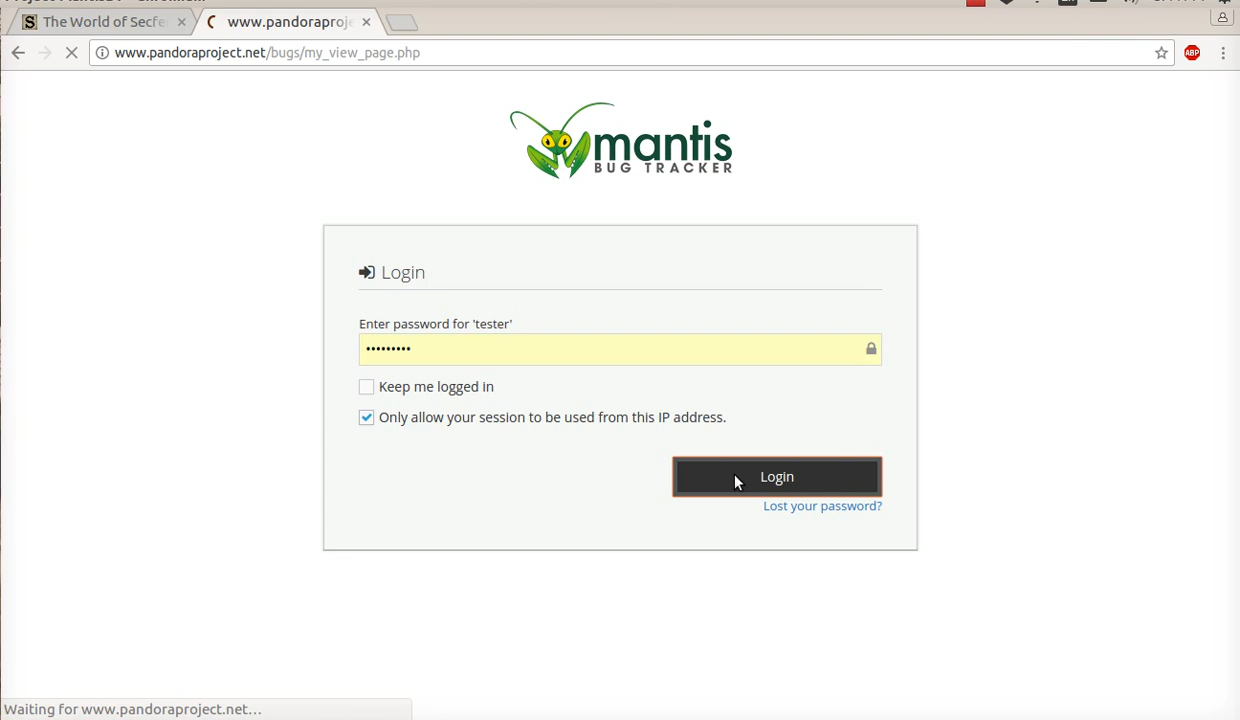 The World of Secfe
www.pandoraproje
www.pandoraproject.net/bugs/my_view_page.php
ABP
mantis
BUG TRACKER
Login
Enter password for 'tester'
•••••••••
Keep me logged in
Only allow your session to be used from this IP address.
Login
Lost your password?
Waiting for www.pandoraproject.net...